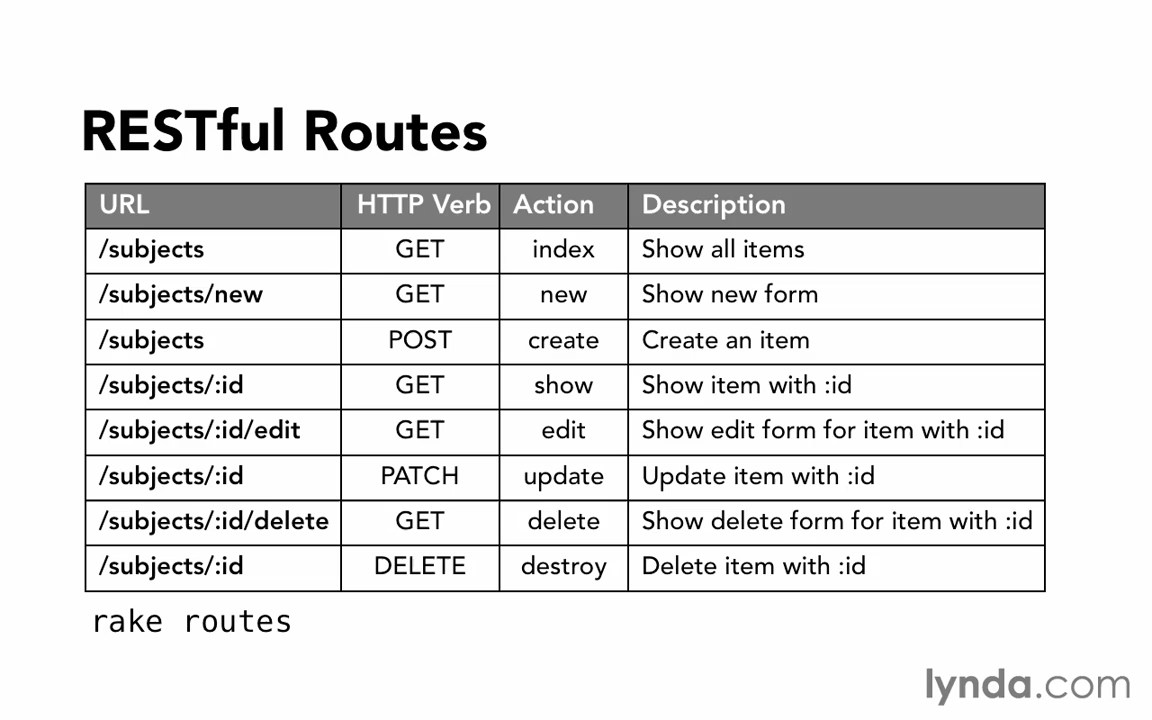 RESTful Routes
URL HTTP Verb Action Description
/subjects GET index Show all items
/subjects/new GET new Show new form
/subjects POST create Create an item
/subjects/:id GET show Show item with :id
/subjects/:id/edit GET edit Show edit form for item with :id
/subjects/:id PATCH update Update item with :id
/subjects/:id/delete GET delete Show delete form for item with :id
/subjects/:id DELETE destroy Delete item with :id
rake routes
lynda.com